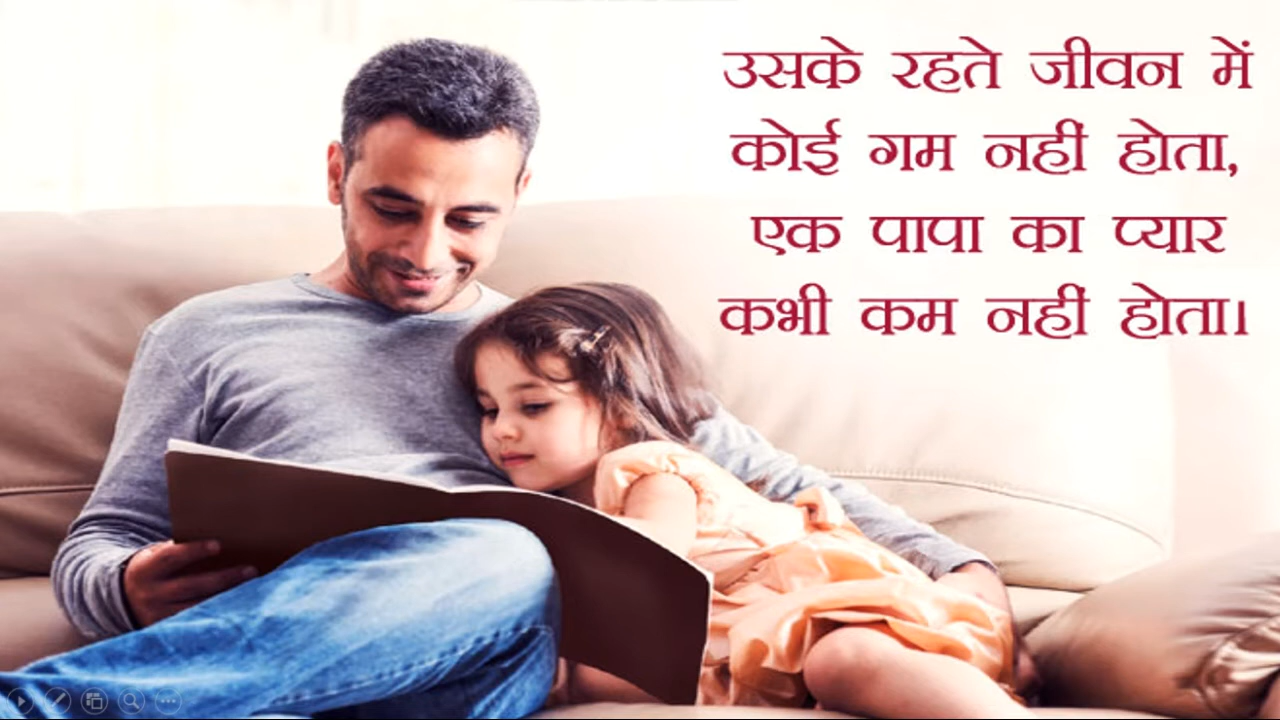 उसके रहते जीवन में
कोई गम नहीं होता,
एक पापा का प्यार
कभी कम नहीं होता।